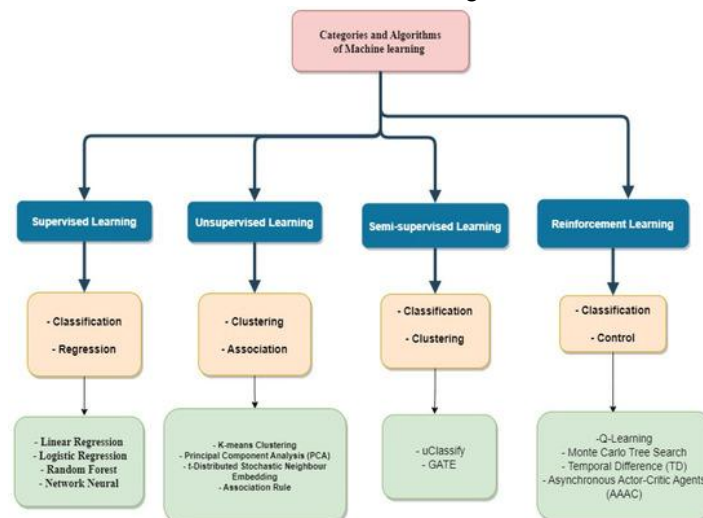 Categories and Algorithms
of Machine learning
Supervised Learning
Unsupervised Learning
Semi-supervised Learning
Reinforcement Learning
- Classification
- Regression
- Clustering
- Association
- Classification
- Clustering
- Classification
- Control
- Linear Regression
- Logistic Regression
- Random Forest
- Network Neural
- K-means Clustering
- Principal Component Analysis (PCA)
- t-Distributed Stochastic Neighbour
Embedding
- Association Rule
- uClassify
- GATE
-Q-Learning
- Monte Carlo Tree Search
- Temporal Difference (TD)
- Asynchronous Actor-Critic Agents
(AAAC)